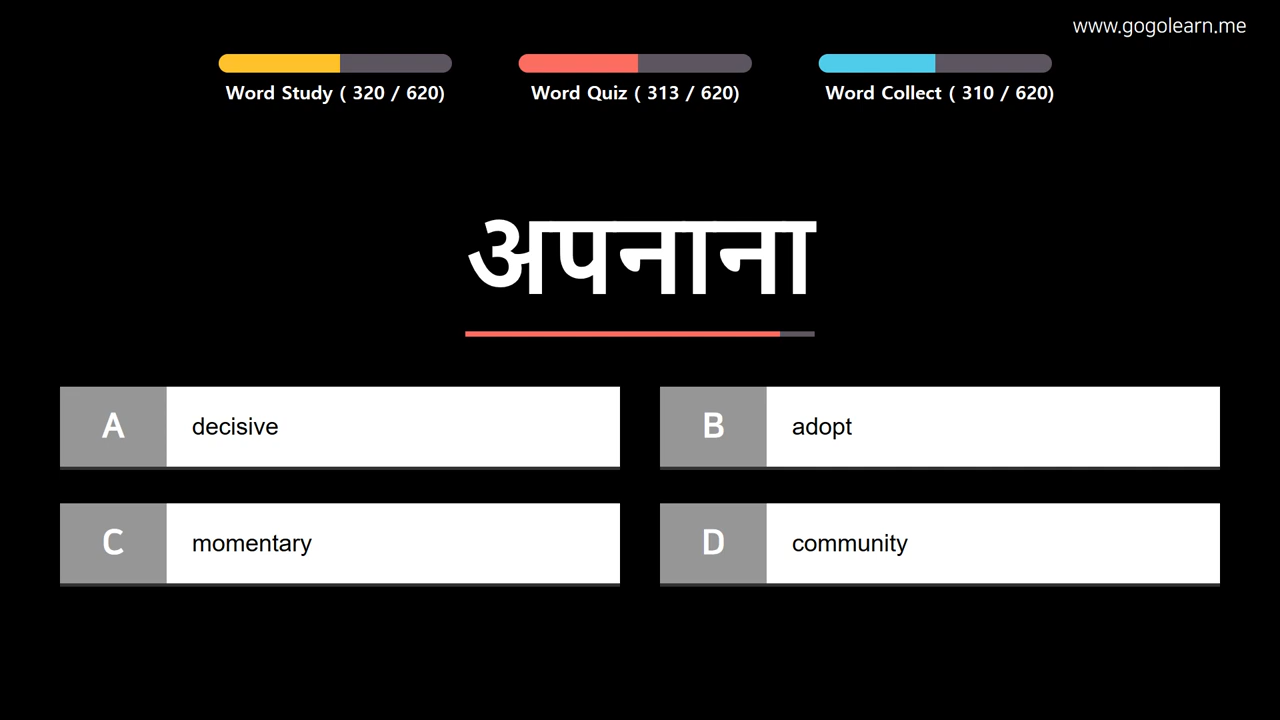 www.gogolearn.me
Word Study ( 320 / 620)
Word Quiz ( 313 / 620)
Word Collect ( 310 / 620)
अपनाना
A decisive
B adopt
C momentary
D community